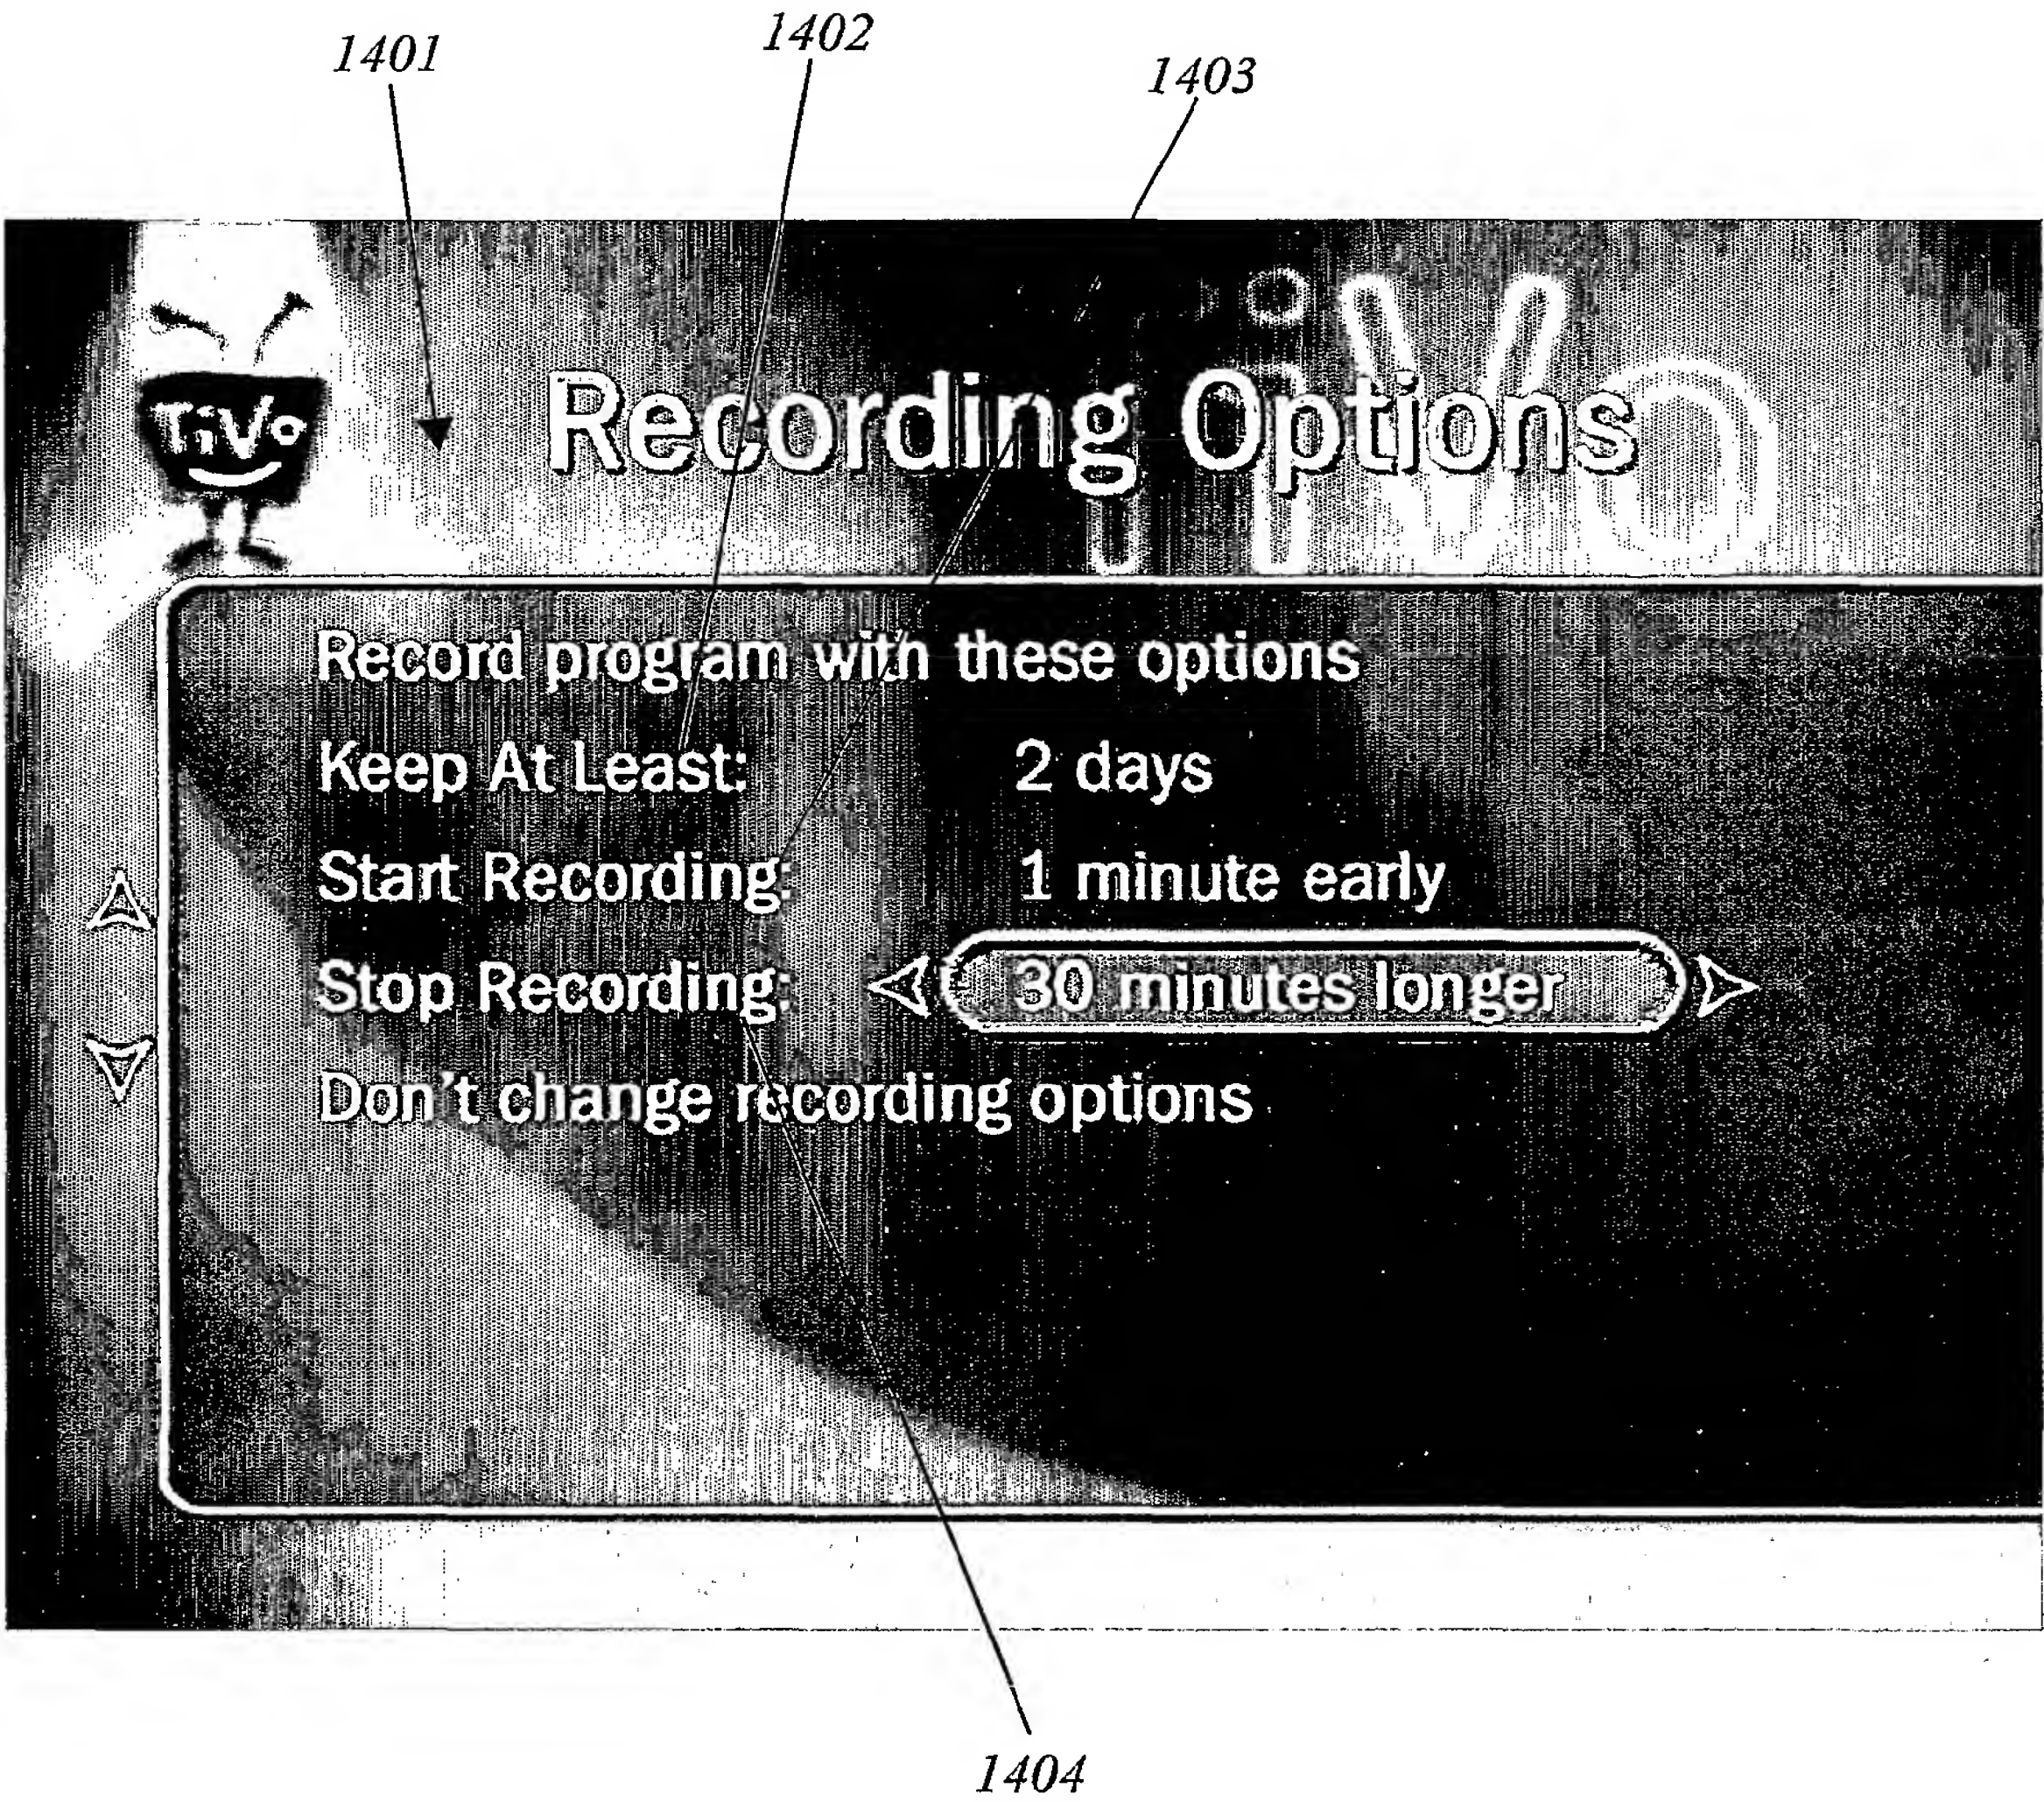 1402
1401
1403
TiVo
Recording Options
Record program with these options
Keep At Least: 2 days
Start Recording: 1 minute early
Stop Recording: 30 minutes longer
Don't change recording options
1404